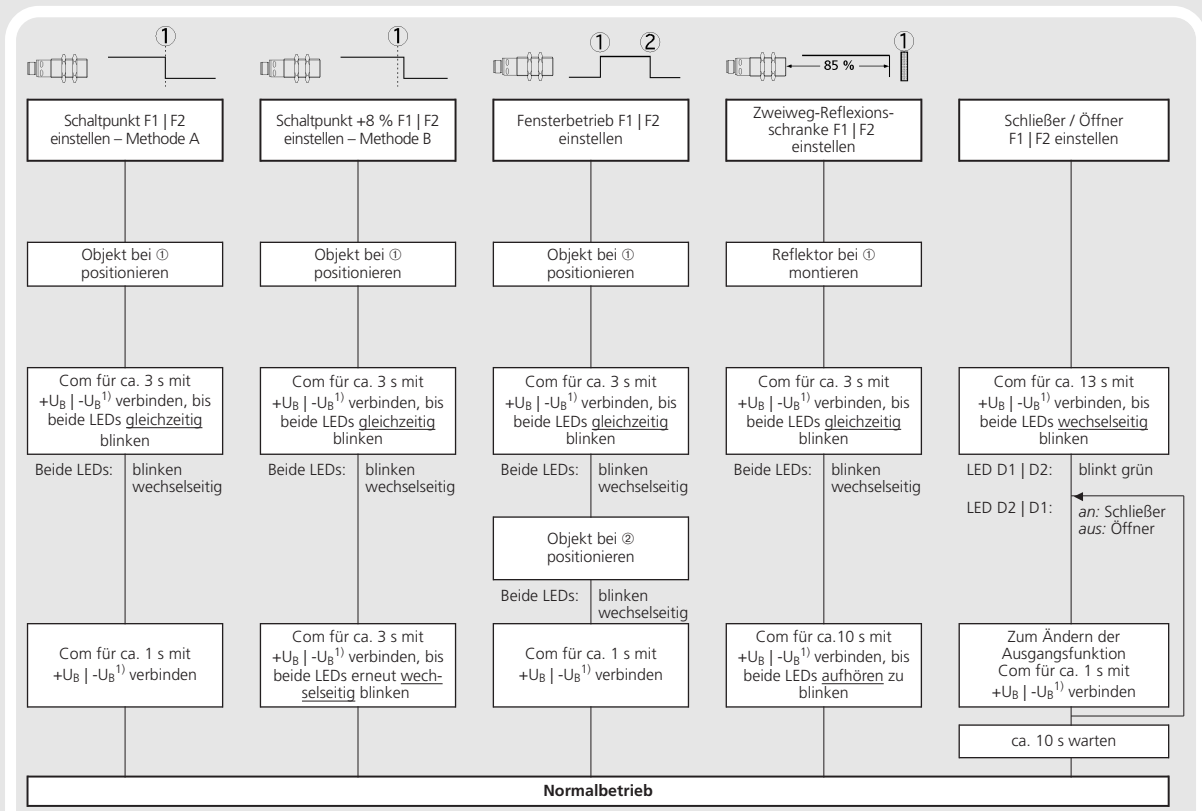 ①
①
① ②
①
85 %
Schaltpunkt F1 | F2
einstellen – Methode A
Schaltpunkt +8 % F1 | F2
einstellen – Methode B
Fensterbetrieb F1 | F2
einstellen
Zweiweg-Reflexions-
schranke F1 | F2
einstellen
Schließer / Öffner
F1 | F2 einstellen
Objekt bei ①
positionieren
Objekt bei ①
positionieren
Objekt bei ①
positionieren
Reflektor bei ①
montieren
Com für ca. 3 s mit
+UB | -UB1) verbinden, bis
beide LEDs gleichzeitig
blinken
Com für ca. 3 s mit
+UB | -UB1) verbinden, bis
beide LEDs gleichzeitig
blinken
Com für ca. 3 s mit
+UB | -UB1) verbinden, bis
beide LEDs gleichzeitig
blinken
Com für ca. 3 s mit
+UB | -UB1) verbinden, bis
beide LEDs gleichzeitig
blinken
Com für ca. 13 s mit
+UB | -UB1) verbinden, bis
beide LEDs wechselseitig
blinken
Beide LEDs: blinken
wechselseitig
Beide LEDs: blinken
wechselseitig
Beide LEDs: blinken
wechselseitig
Beide LEDs: blinken
wechselseitig
LED D1 | D2: blinkt grün
LED D2 | D1: an: Schließer
aus: Öffner
Objekt bei ②
positionieren
Beide LEDs: blinken
wechselseitig
Com für ca. 1 s mit
+UB | -UB1) verbinden
Com für ca. 3 s mit
+UB | -UB1) verbinden, bis
beide LEDs erneut wech-
selseitig blinken
Com für ca. 1 s mit
+UB | -UB1) verbinden
Com für ca.10 s mit
+UB | -UB1) verbinden, bis
beide LEDs aufhören zu
blinken
Zum Ändern der
Ausgangsfunktion
Com für ca. 1 s mit
+UB | -UB1) verbinden
ca. 10 s warten
Normalbetrieb